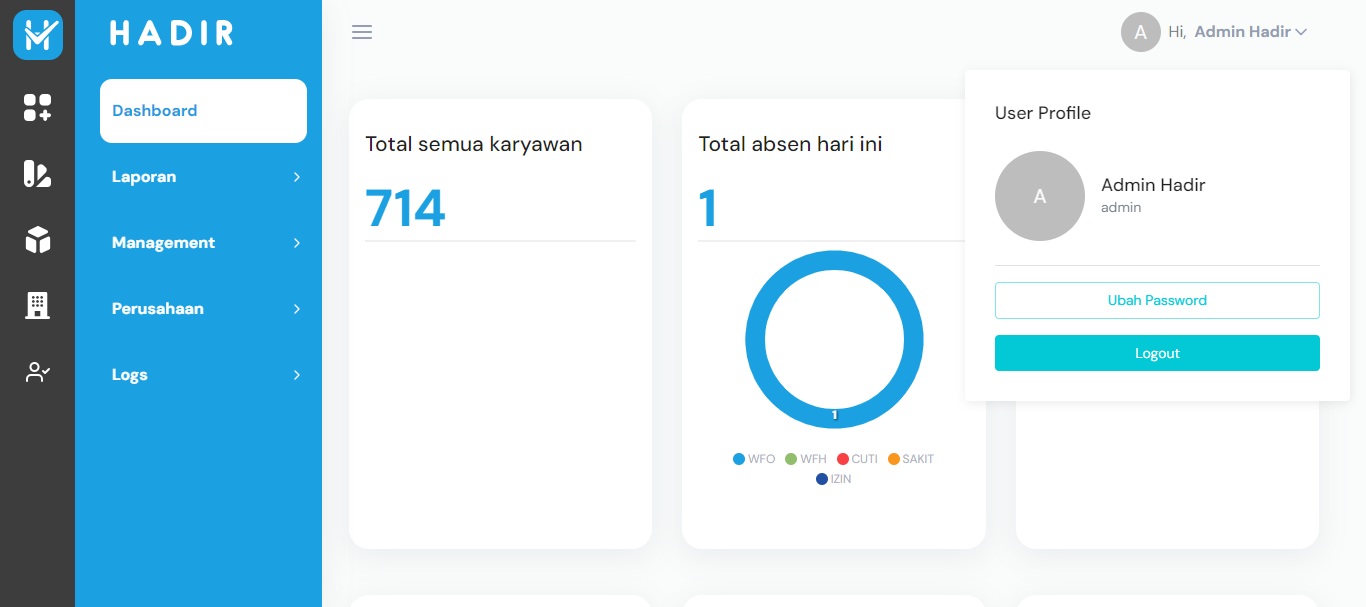 HADIR
Dashboard
Laporan
Management
Perusahaan
Logs
A Hi, Admin Hadir
Total semua karyawan
714
Total absen hari ini
1
1
WFO WFH CUTI SAKIT
IZIN
User Profile
A
Admin Hadir
admin
Ubah Password
Logout